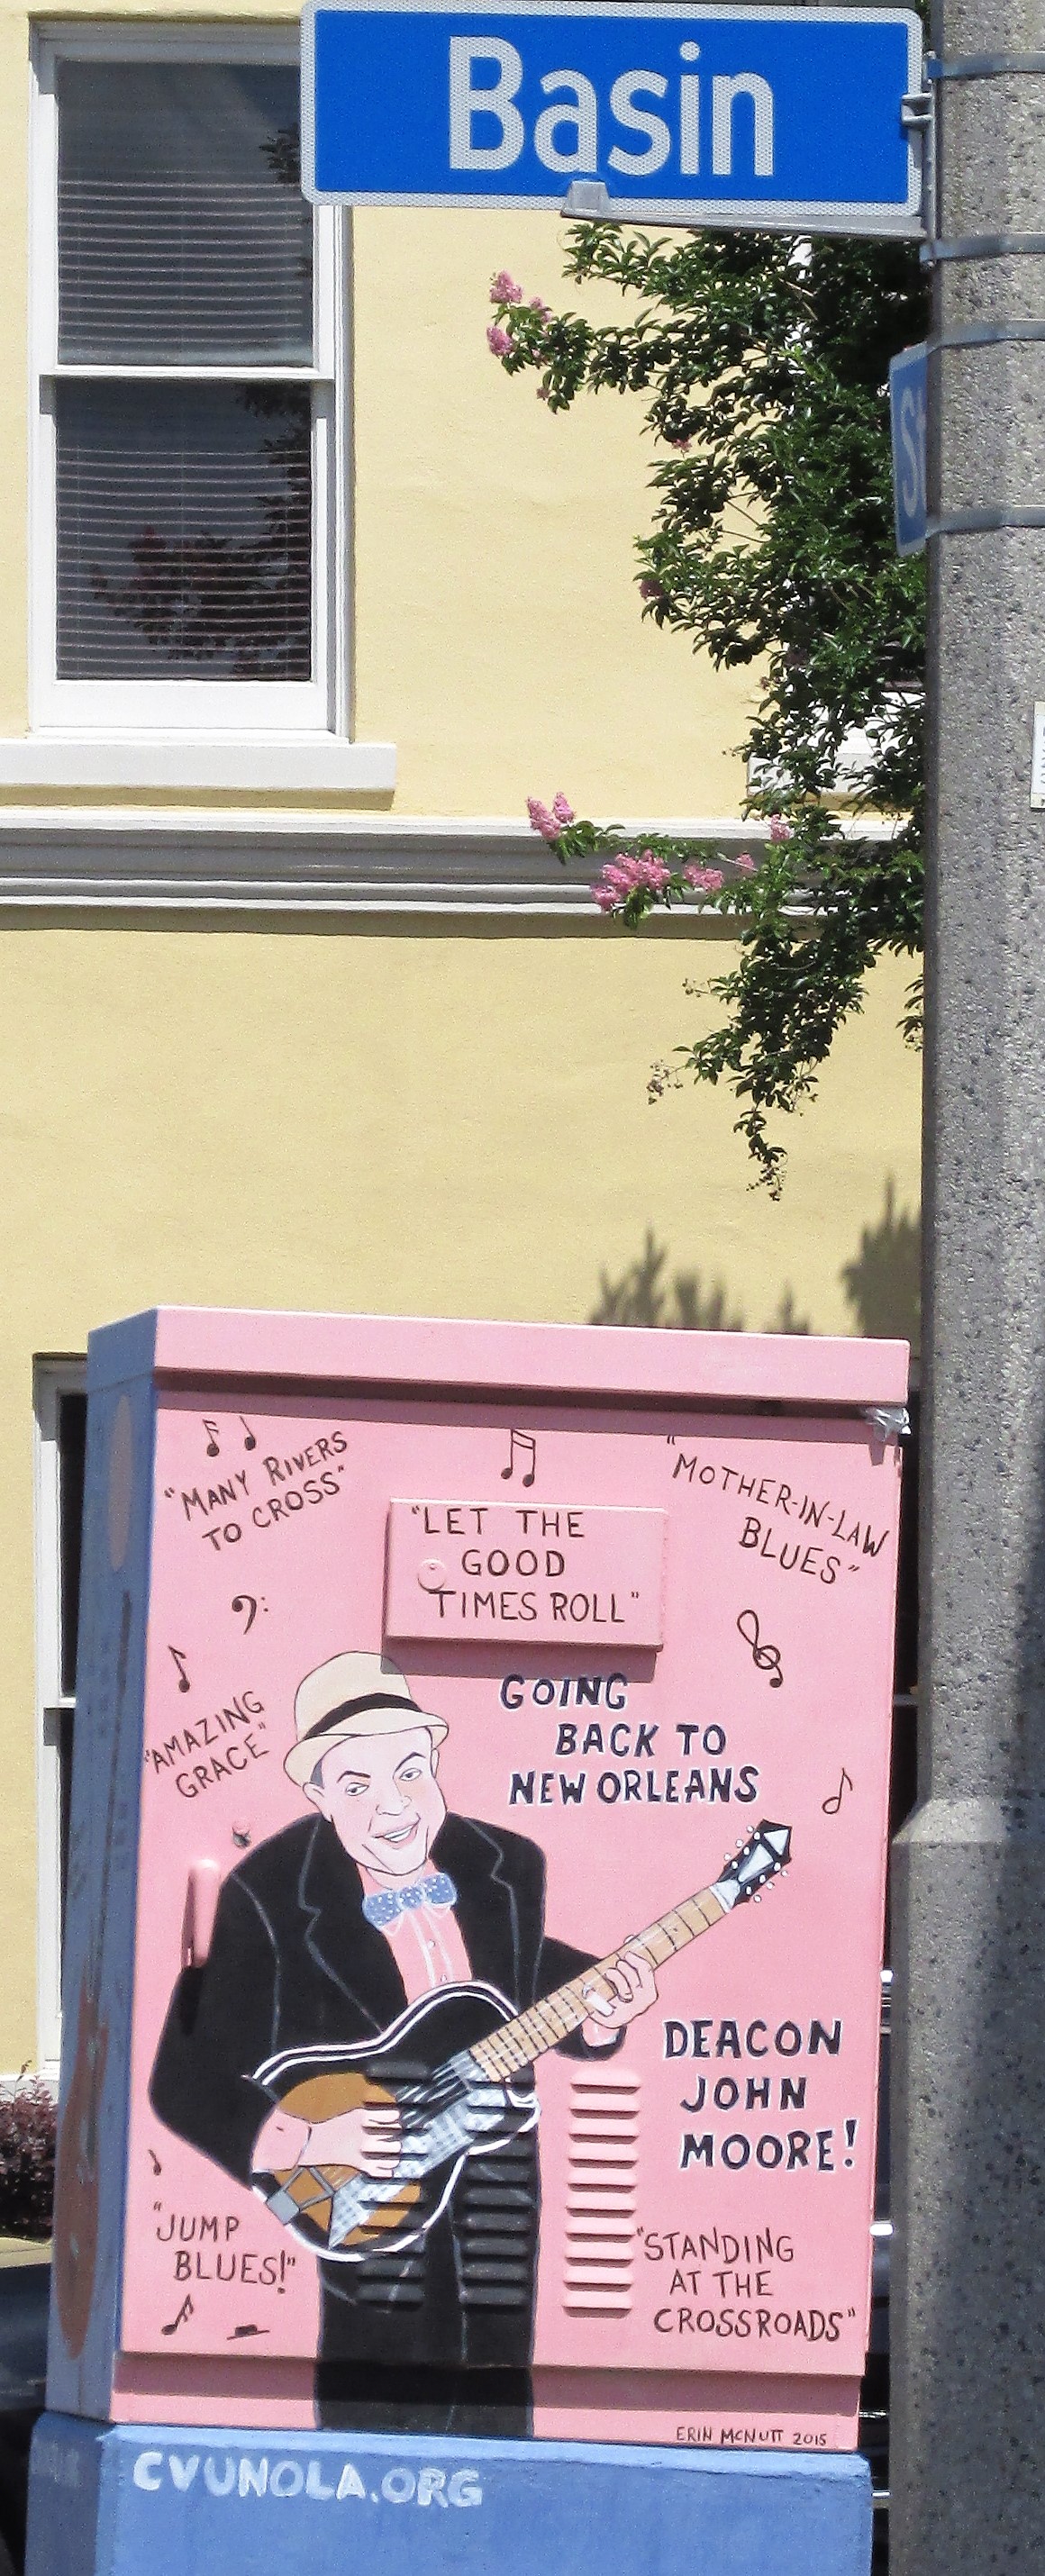 Basin
St
"MANY RIVERS
TO CROSS"
"LET THE
GOOD
TIMES ROLL"
"MOTHER-IN-LAW
BLUES"
"AMAZING
GRACE"
GOING
BACK TO
NEW ORLEANS
DEACON
JOHN
MOORE!
"JUMP
BLUES!"
"STANDING
AT THE
CROSSROADS"
ERIN MCNUTT 2015
CVUNOLA.ORG